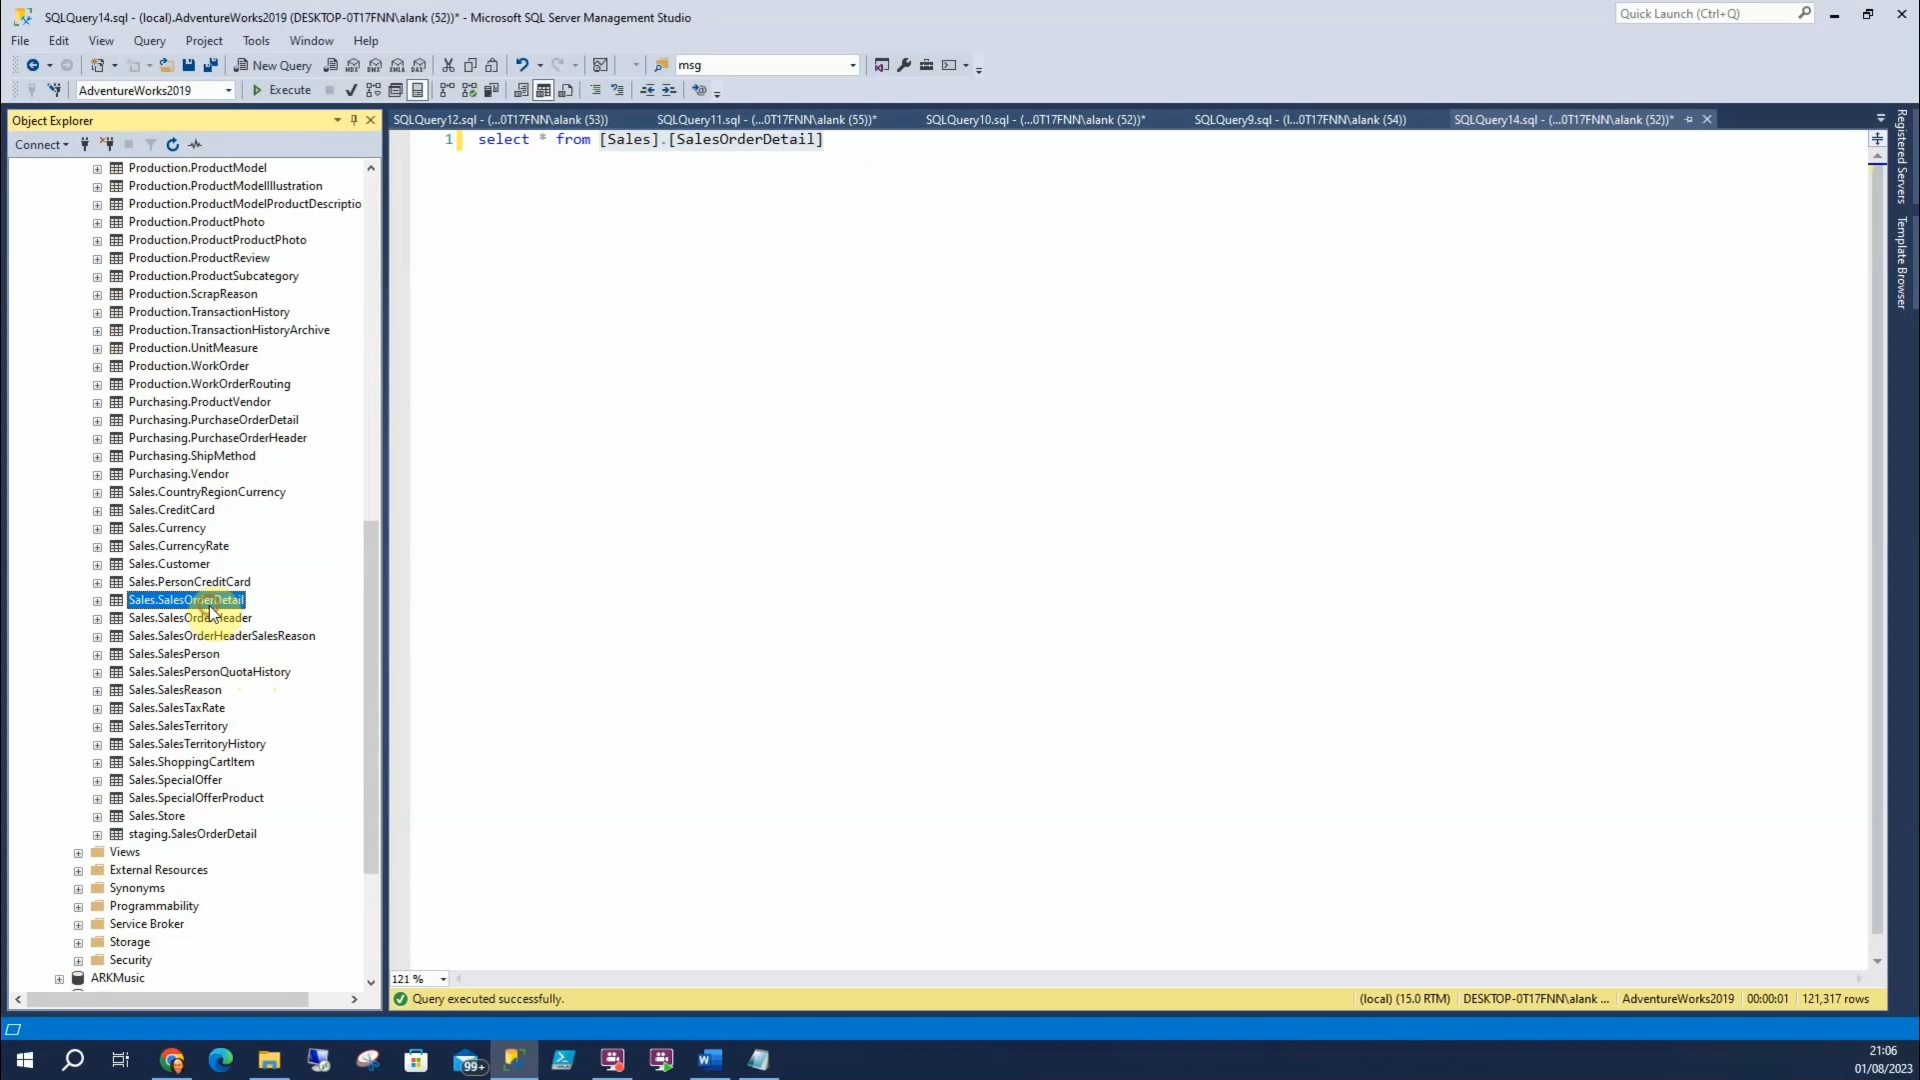 SQLQuery14.sql - (local).AdventureWorks2019 (DESKTOP-0T17FNN\alank (52))* - Microsoft SQL Server Management Studio
Quick Launch (Ctrl+Q)
File Edit View Query Project Tools Window Help
New Query
msg
AdventureWorks2019
Execute
Object Explorer
Connect
Production.ProductModel
Production.ProductModelIllustration
Production.ProductModelProductDescriptio
Production.ProductPhoto
Production.ProductProductPhoto
Production.ProductReview
Production.ProductSubcategory
Production.ScrapReason
Production.TransactionHistory
Production.TransactionHistoryArchive
Production.UnitMeasure
Production.WorkOrder
Production.WorkOrderRouting
Purchasing.ProductVendor
Purchasing.PurchaseOrderDetail
Purchasing.PurchaseOrderHeader
Purchasing.ShipMethod
Purchasing.Vendor
Sales.CountryRegionCurrency
Sales.CreditCard
Sales.Currency
Sales.CurrencyRate
Sales.Customer
Sales.PersonCreditCard
Sales.SalesOrderDetail
Sales.SalesOrderHeader
Sales.SalesOrderHeaderSalesReason
Sales.SalesPerson
Sales.SalesPersonQuotaHistory
Sales.SalesReason
Sales.SalesTaxRate
Sales.SalesTerritory
Sales.SalesTerritoryHistory
Sales.ShoppingCartItem
Sales.SpecialOffer
Sales.SpecialOfferProduct
Sales.Store
staging.SalesOrderDetail
Views
External Resources
Synonyms
Programmability
Service Broker
Storage
Security
ARKMusic
SQLQuery12.sql - (...0T17FNN\alank (53)) SQLQuery11.sql - (...0T17FNN\alank (55))* SQLQuery10.sql - (...0T17FNN\alank (52))* SQLQuery9.sql - (l...0T17FNN\alank (54)) SQLQuery14.sql - (...0T17FNN\alank (52))*
1 select * from [Sales].[SalesOrderDetail]
121 %
Query executed successfully.
(local) (15.0 RTM) DESKTOP-0T17FNN\alank ... AdventureWorks2019 00:00:01 121,317 rows
Registered Servers
Template Browser
99+
21:06
01/08/2023